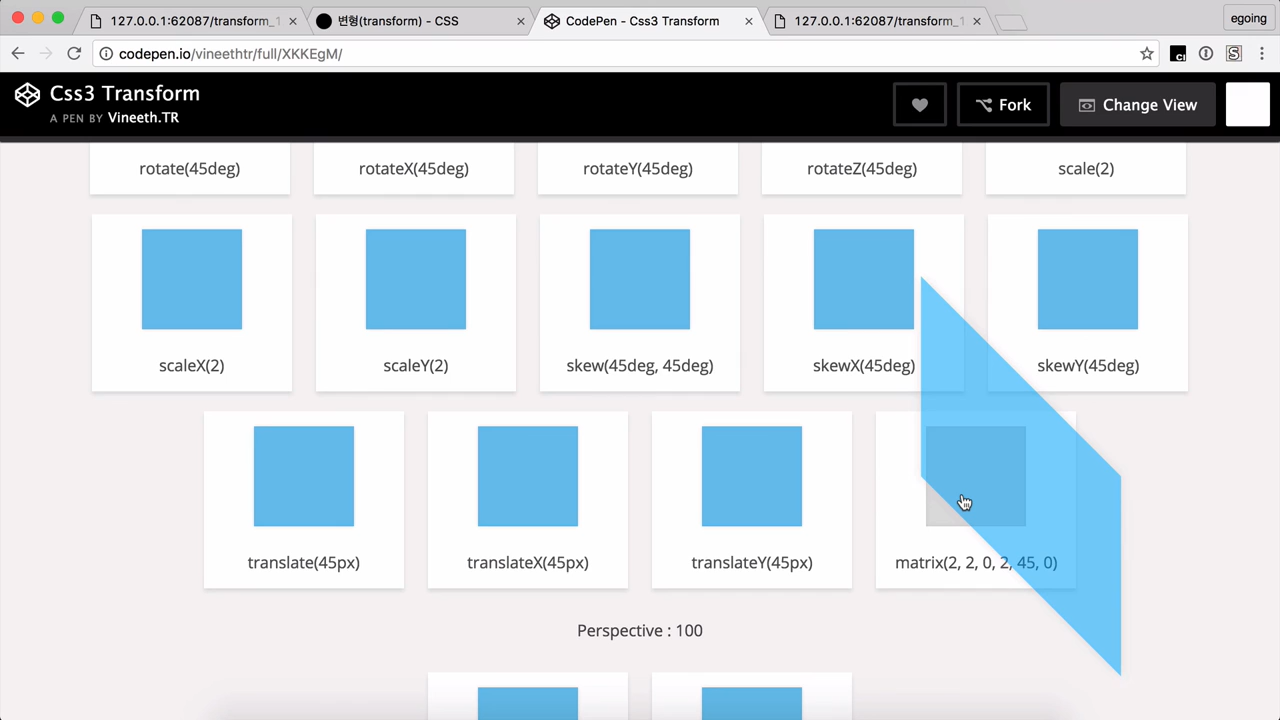 127.0.0.1:62087/transform_1
변형(transform) - CSS
CodePen - Css3 Transform
127.0.0.1:62087/transform_1
egoing
codepen.io/vineethtr/full/XKKEgM/
Css3 Transform
A PEN BY Vineeth.TR
Fork
Change View
rotate(45deg)
rotateX(45deg)
rotateY(45deg)
rotateZ(45deg)
scale(2)
scaleX(2)
scaleY(2)
skew(45deg, 45deg)
skewX(45deg)
skewY(45deg)
translate(45px)
translateX(45px)
translateY(45px)
matrix(2, 2, 0, 2, 45, 0)
Perspective : 100